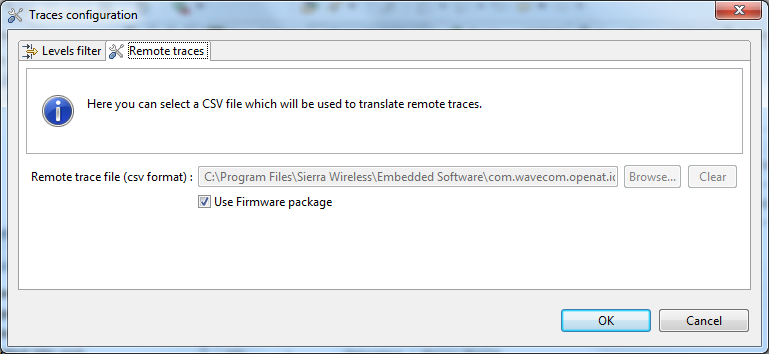 Traces configuration
Levels filter
Remote traces
Here you can select a CSV file which will be used to translate remote traces.
Remote trace file (csv format) : C:\Program Files\Sierra Wireless\Embedded Software\com.wavecom.openat.ic Browse... Clear
Use Firmware package
OK Cancel